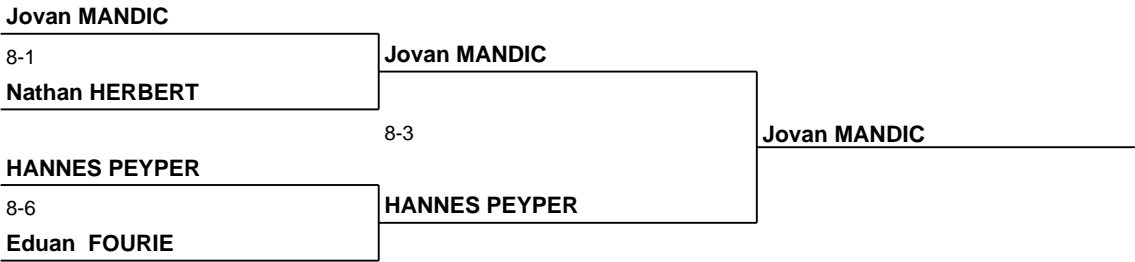 Jovan MANDIC
8-1
Nathan HERBERT
HANNES PEYPER
8-6
Eduan  FOURIE
Jovan MANDIC
8-3
HANNES PEYPER
Jovan MANDIC